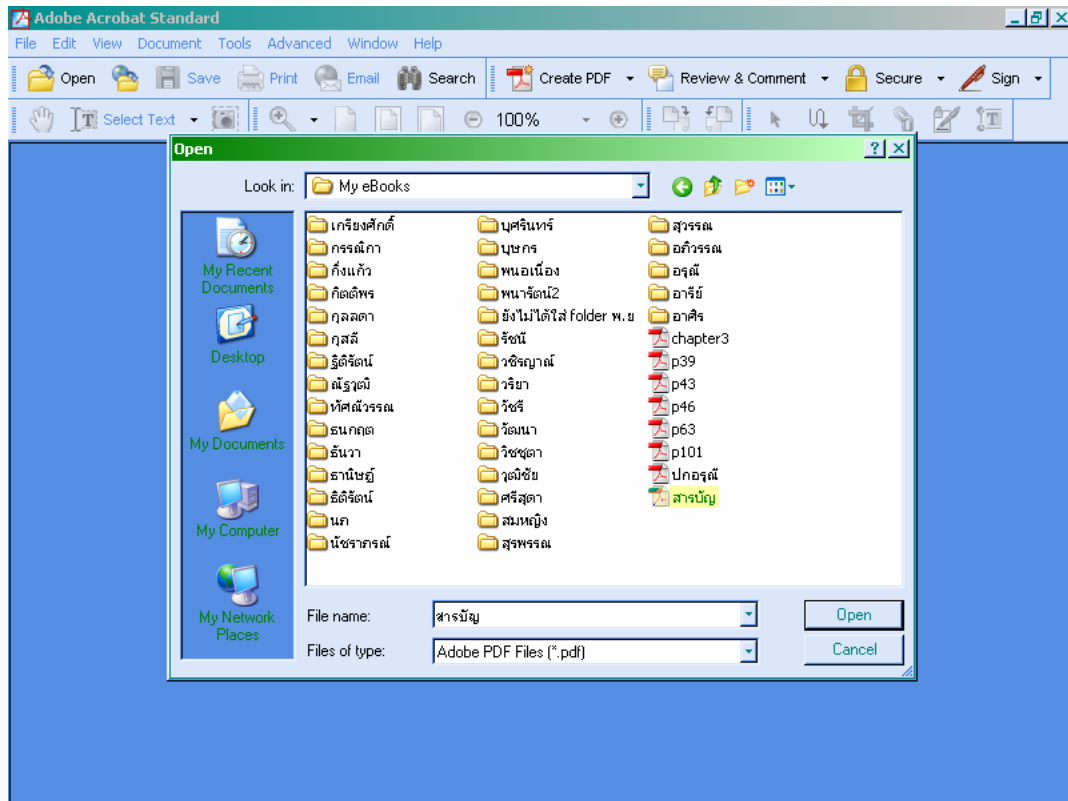 Adobe Acrobat Standard
File Edit View Document Tools Advanced Window Help
Open Save Print Email Search Create PDF Review & Comment Secure Sign
Select Text 100%
Open
Look in: My eBooks
My Recent Documents
Desktop
My Documents
My Computer
My Network Places
เกรียงศักดิ์
กรรณิกา
กิ่งแก้ว
กิตติพร
กุลลดา
กุสลี
ฐิติรัตน์
ณัฐวุฒิ
ทัศณีวรรณ
ธนกฤต
ธันวา
ธานิษฎ์
ธิติรัตน์
นภ
นัชราภรณ์
บุศรินทร์
บุษกร
พนอเนื่อง
พนารัตน์2
ยังไม่ได้ใส่ folder พ.ย
รัชนี
วชิรญาณ์
วริยา
วัชรี
วัฒนา
วิชชุตา
วุฒิชัย
ศรีสุดา
สมหญิง
สุรพรรณ
สุวรรณ
อภิวรรณ
อรุณี
อารีย์
อาศิร
chapter3
p39
p43
p46
p63
p101
ปกอรุณี
สารบัญ
File name: สารบัญ Open
Files of type: Adobe PDF Files (*.pdf) Cancel